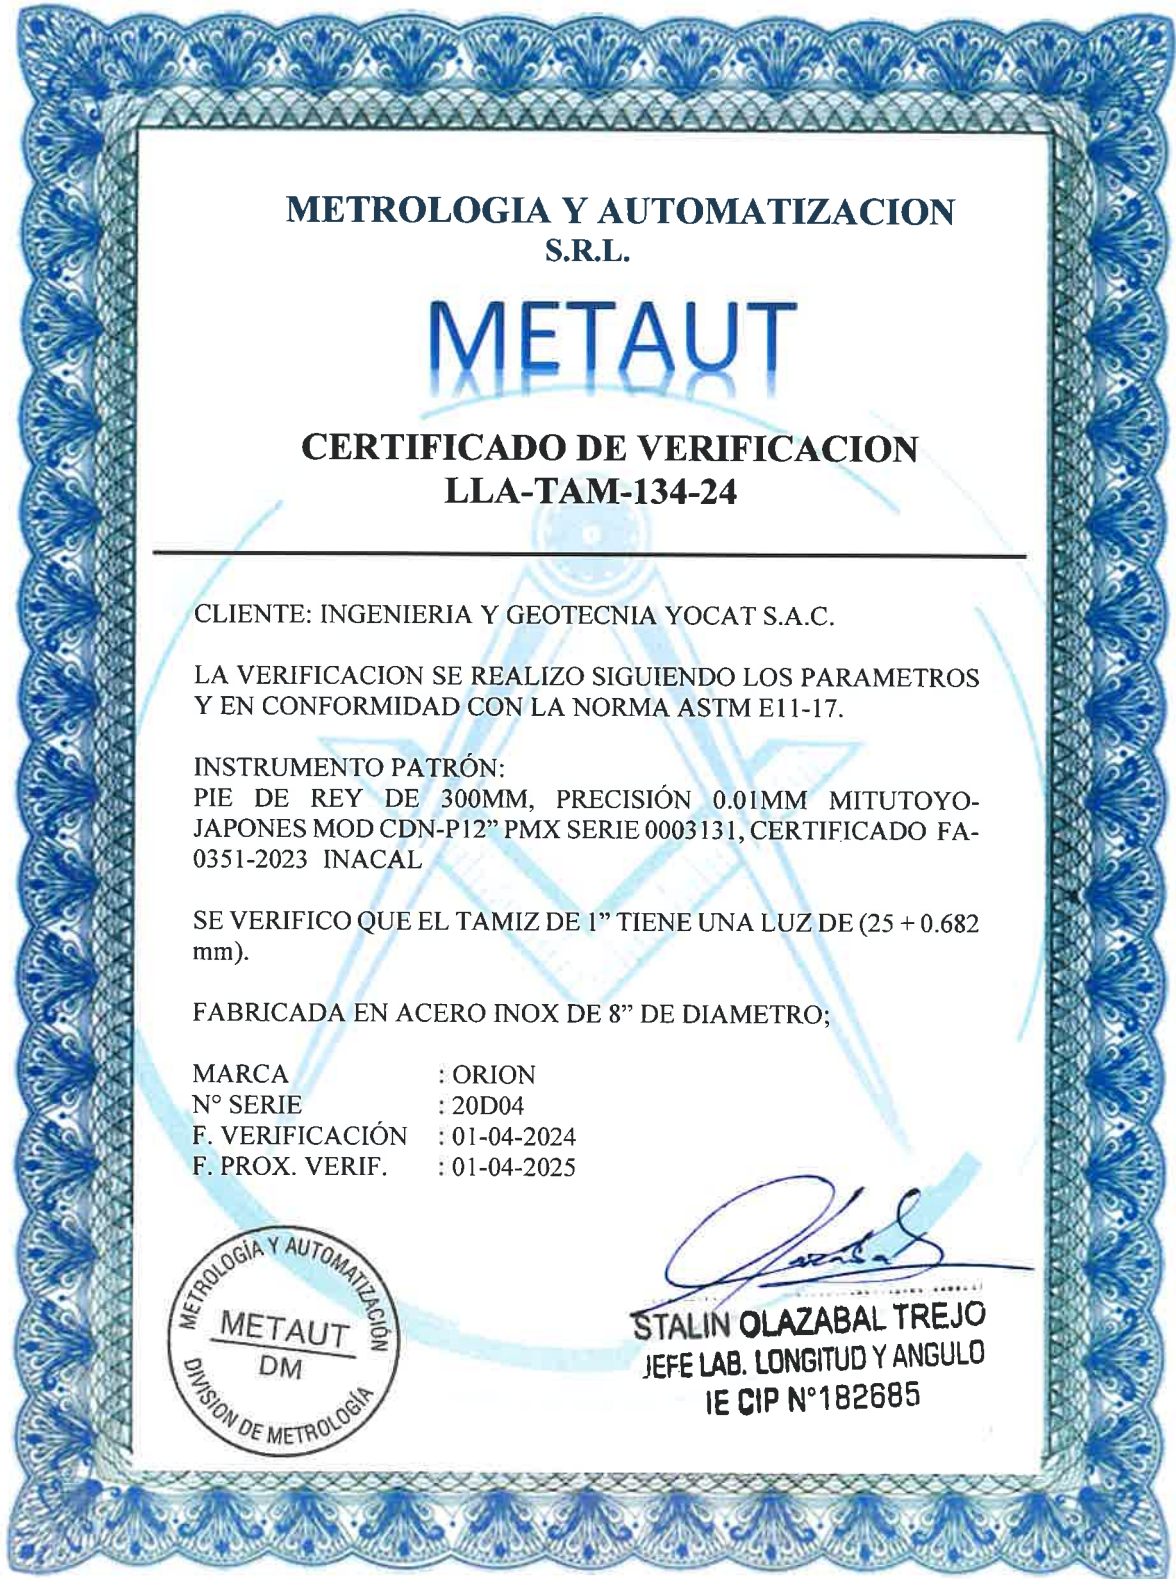 METROLOGIA Y AUTOMATIZACION
S.R.L.
METAUT
CERTIFICADO DE VERIFICACION
LLA-TAM-134-24
CLIENTE: INGENIERIA Y GEOTECNIA YOCAT S.A.C.
LA VERIFICACION SE REALIZO SIGUIENDO LOS PARAMETROS
Y EN CONFORMIDAD CON LA NORMA ASTM E11-17.
INSTRUMENTO PATRÓN:
PIE DE REY DE 300MM, PRECISIÓN 0.01MM MITUTOYO-
JAPONES MOD CDN-P12” PMX SERIE 0003131, CERTIFICADO FA-
0351-2023 INACAL
SE VERIFICO QUE EL TAMIZ DE 1” TIENE UNA LUZ DE (25 + 0.682
mm).
FABRICADA EN ACERO INOX DE 8” DE DIAMETRO;
MARCA : ORION
N° SERIE : 20D04
F. VERIFICACIÓN : 01-04-2024
F. PROX. VERIF. : 01-04-2025
METROLOGÍA Y AUTOMATIZACIÓN
METAUT
DM
DIVISION DE METROLOGÍA
STALIN OLAZABAL TREJO
JEFE LAB. LONGITUD Y ANGULO
IE CIP N°182685